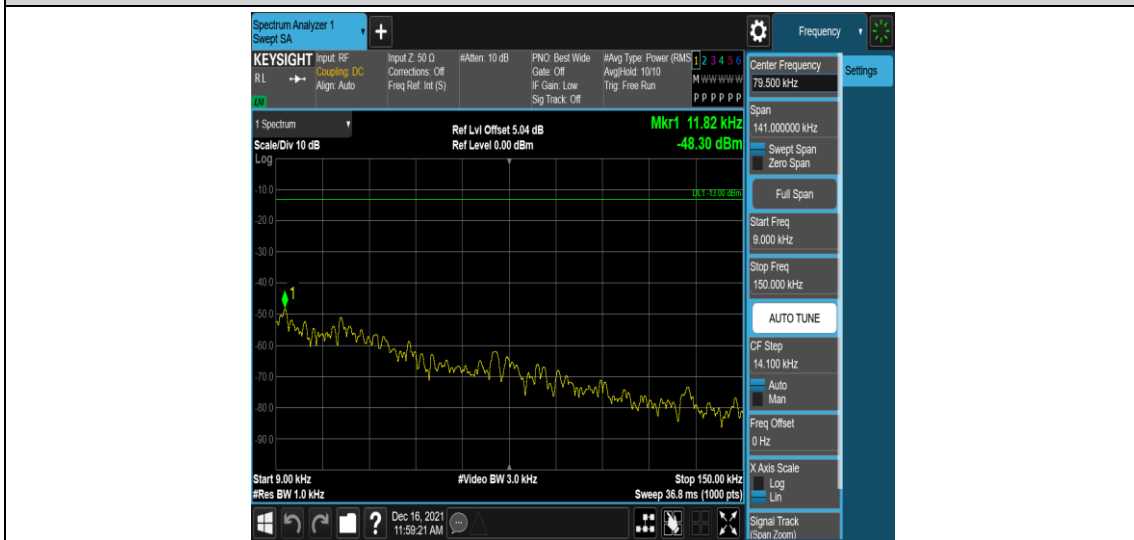 Spectrum Analyzer 1
Swept SA
+
Frequency
KEYSIGHT
RL
Input: RF
Coupling: DC
Align: Auto
Input Z: 50 Ω
Corrections: Off
Freq Ref: Int (S)
#Atten: 10 dB
PNO: Best Wide
Gate: Off
IF Gain: Low
Sig Track: Off
#Avg Type: Power (RMS
Avg|Hold: 10/10
Trig: Free Run
1 2 3 4 5 6
M W W W W W
P P P P P P
LXI
1 Spectrum
Scale/Div 10 dB
Ref Lvl Offset 5.04 dB
Ref Level 0.00 dBm
Mkr1 11.82 kHz
-48.30 dBm
Log
DL1 -13.00 dBm
-10.0
-20.0
-30.0
-40.0
-50.0
-60.0
-70.0
-80.0
-90.0
1
Start 9.00 kHz
#Res BW 1.0 kHz
#Video BW 3.0 kHz
Stop 150.00 kHz
Sweep 36.8 ms (1000 pts)
Center Frequency
79.500 kHz
Settings
Span
141.000000 kHz
Swept Span
Zero Span
Full Span
Start Freq
9.000 kHz
Stop Freq
150.000 kHz
AUTO TUNE
CF Step
14.100 kHz
Auto
Man
Freq Offset
0 Hz
X Axis Scale
Log
Lin
Signal Track
(Span Zoom)
?
Dec 16, 2021
11:59:21 AM